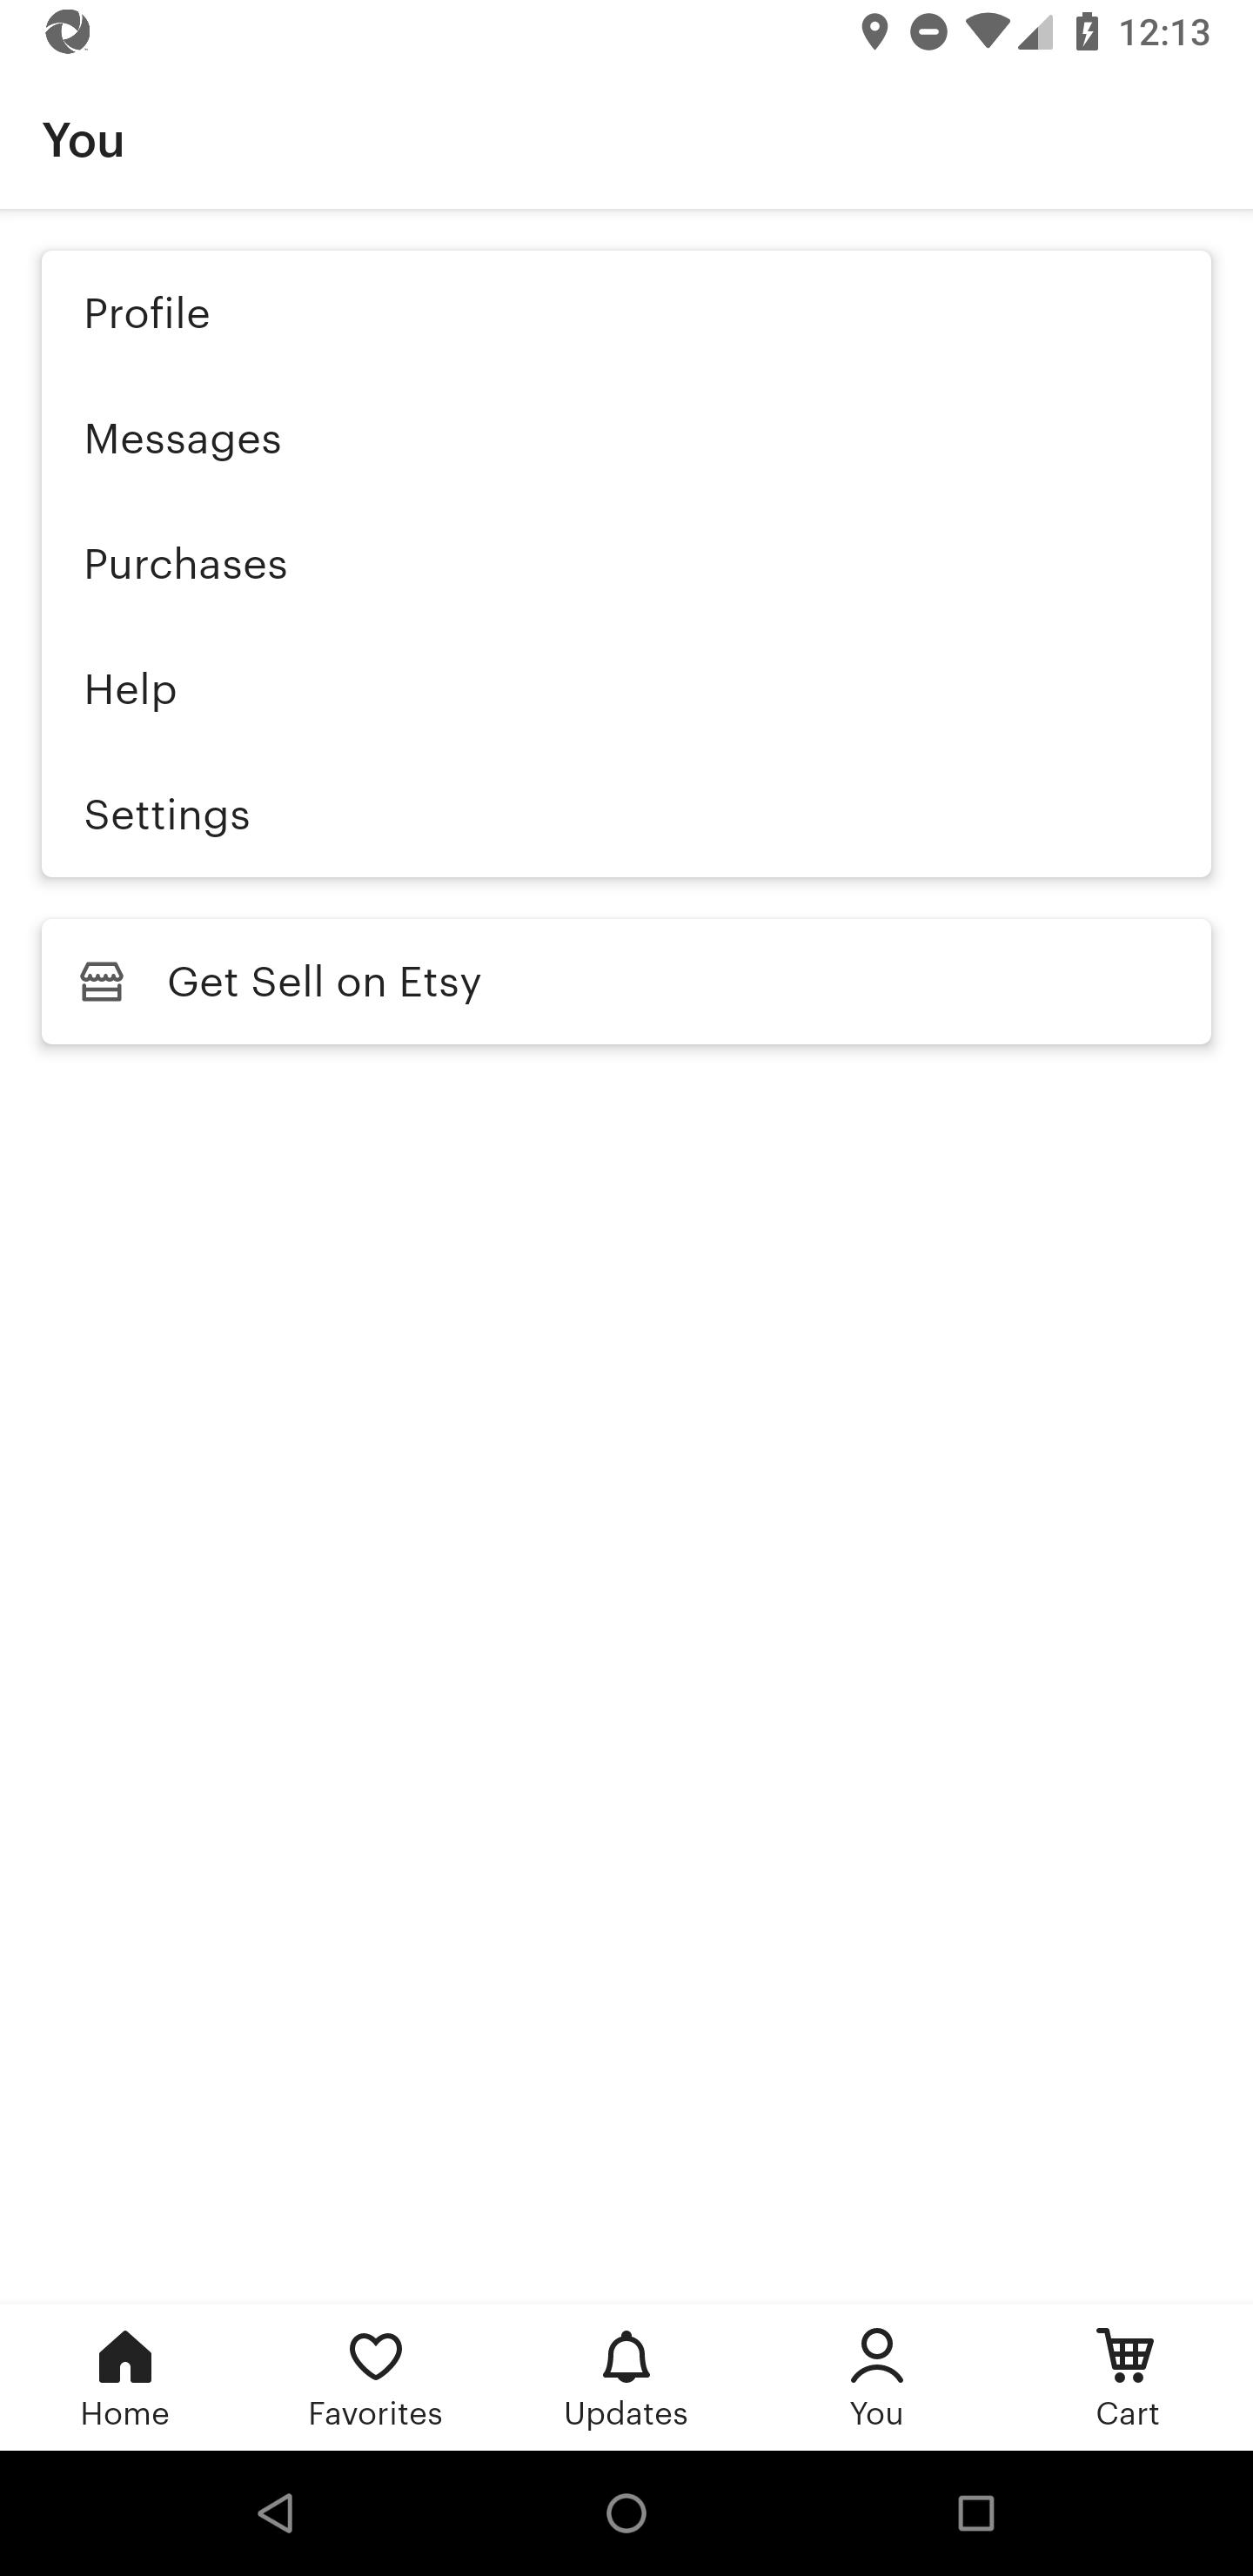 12:13
You
Profile
Messages
Purchases
Help
Settings
Get Sell on Etsy
Home
Favorites
Updates
You
Cart